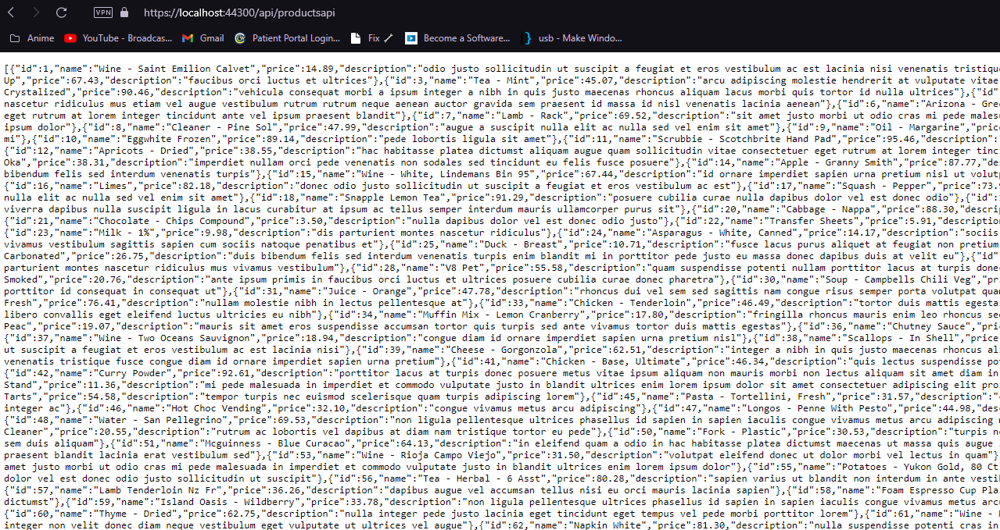 VPN https://localhost:44300/api/productsapi
Anime YouTube - Broadcas... Gmail Patient Portal Login... Fix Become a Software... usb - Make Windo...
[{"id":1,"name":"Wine - Saint Emilion Calvet","price":14.89,"description":"odio justo sollicitudin ut suscipit a feugiat et eros vestibulum ac est lacinia nisi venenatis tristique
Up","price":67.43,"description":"faucibus orci luctus et ultrices"},{"id":3,"name":"Tea - Mint","price":45.07,"description":"arcu adipiscing molestie hendrerit at vulputate vitae
Crystalized","price":90.46,"description":"vehicula consequat morbi a ipsum integer a nibh in quis justo maecenas rhoncus aliquam lacus morbi quis tortor id nulla ultrices"},{"id"
nascetur ridiculus mus etiam vel augue vestibulum rutrum rutrum neque aenean auctor gravida sem praesent id massa id nisl venenatis lacinia aenean"},{"id":6,"name":"Arizona - Gre
eget rutrum at lorem integer tincidunt ante vel ipsum praesent blandit"},{"id":7,"name":"Lamb - Rack","price":69.52,"description":"sit amet justo morbi ut odio cras mi pede males
ipsum dolor"},{"id":8,"name":"Cleaner - Pine Sol","price":47.99,"description":"augue a suscipit nulla elit ac nulla sed vel enim sit amet"},{"id":9,"name":"Oil - Margarine","price
mi"},{"id":10,"name":"Eggwhite Frozen","price":89.14,"description":"pede lobortis ligula sit amet"},{"id":11,"name":"Scrubbie - Scotchbrite Hand Pad","price":95.46,"description":
{"id":12,"name":"Apricots - Dried","price":38.55,"description":"hac habitasse platea dictumst aliquam augue quam sollicitudin vitae consectetuer eget rutrum at lorem integer tinc
Oka","price":38.31,"description":"imperdiet nullam orci pede venenatis non sodales sed tincidunt eu felis fusce posuere"},{"id":14,"name":"Apple - Granny Smith","price":87.77,"de
bibendum felis sed interdum venenatis turpis"},{"id":15,"name":"Wine - White, Lindemans Bin 95","price":67.44,"description":"id ornare imperdiet sapien urna pretium nisl ut volut
{"id":16,"name":"Limes","price":82.18,"description":"donec odio justo sollicitudin ut suscipit a feugiat et eros vestibulum ac est"},{"id":17,"name":"Squash - Pepper","price":73.9
nulla elit ac nulla sed vel enim sit amet"},{"id":18,"name":"Snapple Lemon Tea","price":91.29,"description":"posuere cubilia curae nulla dapibus dolor vel est donec odio"},{"id":1
viverra dapibus nulla suscipit ligula in lacus curabitur at ipsum ac tellus semper interdum mauris ullamcorper purus sit"},{"id":20,"name":"Cabbage - Nappa","price":88.30,"descri
{"id":21,"name":"Chocolate - Chips Compound","price":3.50,"description":"nulla dapibus dolor vel est donec odio justo"},{"id":22,"name":"Transfer Sheets","price":5.91,"descriptio
{"id":23,"name":"Milk - 1%","price":9.98,"description":"dis parturient montes nascetur ridiculus"},{"id":24,"name":"Asparagus - White, Canned","price":14.17,"description":"sociis
vivamus vestibulum sagittis sapien cum sociis natoque penatibus et"},{"id":25,"name":"Duck - Breast","price":10.71,"description":"fusce lacus purus aliquet at feugiat non pretium
Carbonated","price":26.75,"description":"duis bibendum felis sed interdum venenatis turpis enim blandit mi in porttitor pede justo eu massa donec dapibus duis at velit eu"},{"id"
parturient montes nascetur ridiculus mus vivamus vestibulum"},{"id":28,"name":"V8 Pet","price":55.58,"description":"quam suspendisse potenti nullam porttitor lacus at turpis done
Smoked","price":20.76,"description":"ante ipsum primis in faucibus orci luctus et ultrices posuere cubilia curae donec pharetra"},{"id":30,"name":"Soup - Campbells Chili Veg","pr
porttitor id consequat in consequat ut"},{"id":31,"name":"Juice - Orange","price":47.78,"description":"rhoncus dui vel sem sed sagittis nam congue risus semper porta volutpat qua
Fresh","price":76.41,"description":"nullam molestie nibh in lectus pellentesque at"},{"id":33,"name":"Chicken - Tenderloin","price":46.49,"description":"tortor duis mattis egesta
libero convallis eget eleifend luctus ultricies eu nibh"},{"id":34,"name":"Muffin Mix - Lemon Cranberry","price":17.80,"description":"fringilla rhoncus mauris enim leo rhoncus se
Peac","price":19.07,"description":"mauris sit amet eros suspendisse accumsan tortor quis turpis sed ante vivamus tortor duis mattis egestas"},{"id":36,"name":"Chutney Sauce","pri
{"id":37,"name":"Wine - Two Oceans Sauvignon","price":18.94,"description":"congue diam id ornare imperdiet sapien urna pretium nisl"},{"id":38,"name":"Scallops - In Shell","price
ut suscipit a feugiat et eros vestibulum ac est lacinia nisi"},{"id":39,"name":"Cheese - Gorgonzola","price":62.51,"description":"integer a nibh in quis justo maecenas rhoncus al
venenatis tristique fusce congue diam id ornare imperdiet sapien urna pretium"},{"id":41,"name":"Chicken - Base, Ultimate","price":46.34,"description":"quis lectus suspendisse po
{"id":42,"name":"Curry Powder","price":92.61,"description":"porttitor lacus at turpis donec posuere metus vitae ipsum aliquam non mauris morbi non lectus aliquam sit amet diam in
Stand","price":11.36,"description":"mi pede malesuada in imperdiet et commodo vulputate justo in blandit ultrices enim lorem ipsum dolor sit amet consectetuer adipiscing elit pro
Tarts","price":54.58,"description":"tempor turpis nec euismod scelerisque quam turpis adipiscing lorem"},{"id":45,"name":"Pasta - Tortellini, Fresh","price":31.57,"description":"
integer ac"},{"id":46,"name":"Hot Choc Vending","price":32.10,"description":"congue vivamus metus arcu adipiscing"},{"id":47,"name":"Longos - Penne With Pesto","price":44.98,"des
{"id":48,"name":"Water - San Pellegrino","price":69.53,"description":"non ligula pellentesque ultrices phasellus id sapien in sapien iaculis congue vivamus metus arcu adipiscing
Cleaner","price":20.55,"description":"rutrum ac lobortis vel dapibus at diam nam tristique tortor eu pede"},{"id":50,"name":"Fork - Plastic","price":30.53,"description":"turpis n
sem duis aliquam"},{"id":51,"name":"Mcguinness - Blue Curacao","price":64.13,"description":"in eleifend quam a odio in hac habitasse platea dictumst maecenas ut massa quis augue
praesent blandit lacinia erat vestibulum sed"},{"id":53,"name":"Wine - Rioja Campo Viejo","price":31.50,"description":"volutpat eleifend donec ut dolor morbi vel lectus in quam"}
amet justo morbi ut odio cras mi pede malesuada in imperdiet et commodo vulputate justo in blandit ultrices enim lorem ipsum dolor"},{"id":55,"name":"Potatoes - Yukon Gold, 80 Ct
dolor vel est donec odio justo sollicitudin ut suscipit"},{"id":56,"name":"Tea - Herbal - 6 Asst","price":80.28,"description":"sapien varius ut blandit non interdum in ante vestib
{"id":57,"name":"Lamb Tenderloin Nz Fr","price":36.26,"description":"dapibus augue vel accumsan tellus nisi eu orci mauris lacinia sapien"},{"id":58,"name":"Foam Espresso Cup Pla
dictumst"},{"id":59,"name":"Island Oasis - Wildberry","price":33.78,"description":"non ligula pellentesque ultrices phasellus id sapien in sapien iaculis congue vivamus metus arc
{"id":60,"name":"Thyme - Dried","price":62.75,"description":"nulla integer pede justo lacinia eget tincidunt eget tempus vel pede morbi porttitor lorem"},{"id":61,"name":"Wine - M
integer non velit donec diam neque vestibulum eget vulputate ut ultrices vel augue"},{"id":62,"name":"Napkin White","price":81.30,"description":"nulla suspendisse potenti cras in